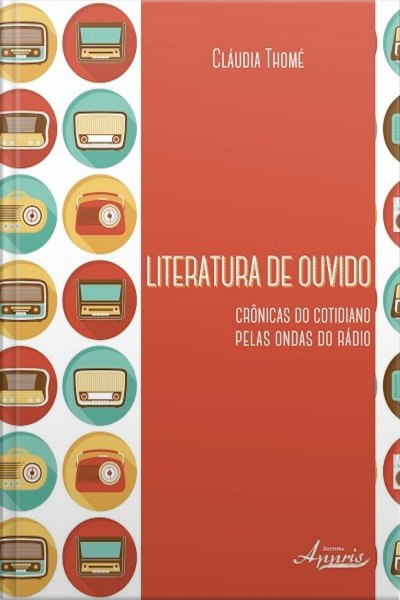 CLÁUDIA THOMÉ
LITERATURA DE OUVIDO
CRÔNICAS DO COTIDIANO
PELAS ONDAS DO RÁDIO
EDITORA
Appris